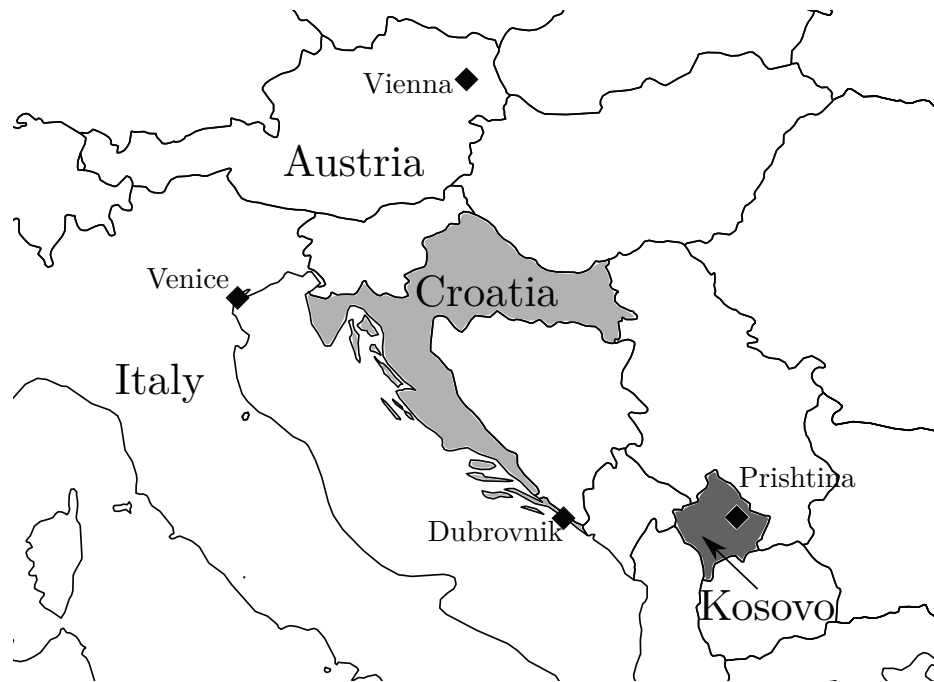 Vienna
Austria
Venice
Croatia
Italy
Prishtina
Dubrovnik
Kosovo